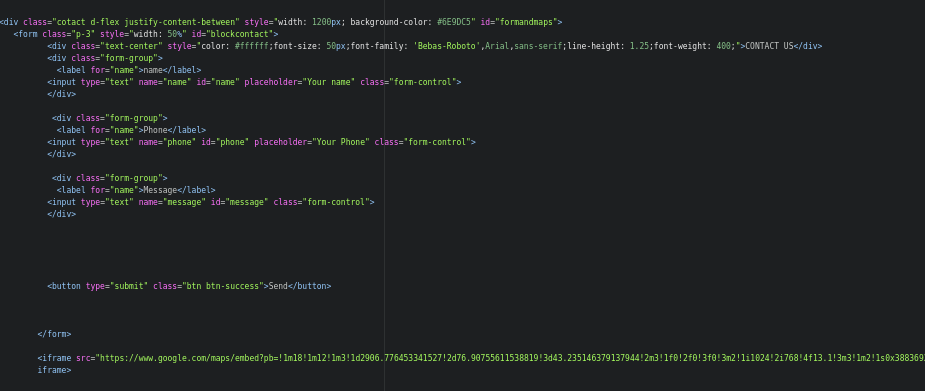 <div class="cotact d-flex justify-content-between" style="width: 1200px; background-color: #6E9DC5" id="formandmaps">
<form class="p-3" style="width: 50%" id="blockcontact">
<div class="text-center" style="color: #ffffff;font-size: 50px;font-family: 'Bebas-Roboto',Arial,sans-serif;line-height: 1.25;font-weight: 400;">CONTACT US</div>
<div class="form-group">
<label for="name">name</label>
<input type="text" name="name" id="name" placeholder="Your name" class="form-control">
</div>
<div class="form-group">
<label for="name">Phone</label>
<input type="text" name="phone" id="phone" placeholder="Your Phone" class="form-control">
</div>
<div class="form-group">
<label for="name">Message</label>
<input type="text" name="message" id="message" class="form-control">
</div>
<button type="submit" class="btn btn-success">Send</button>
</form>
<iframe src="https://www.google.com/maps/embed?pb=!1m18!1m12!1m3!1d2906.776453341527!2d76.90755611538819!3d43.235146379137944!2m3!1f0!2f0!3f0!3m2!1i1024!2i768!4f13.1!3m3!1m2!1s0x388369
iframe>